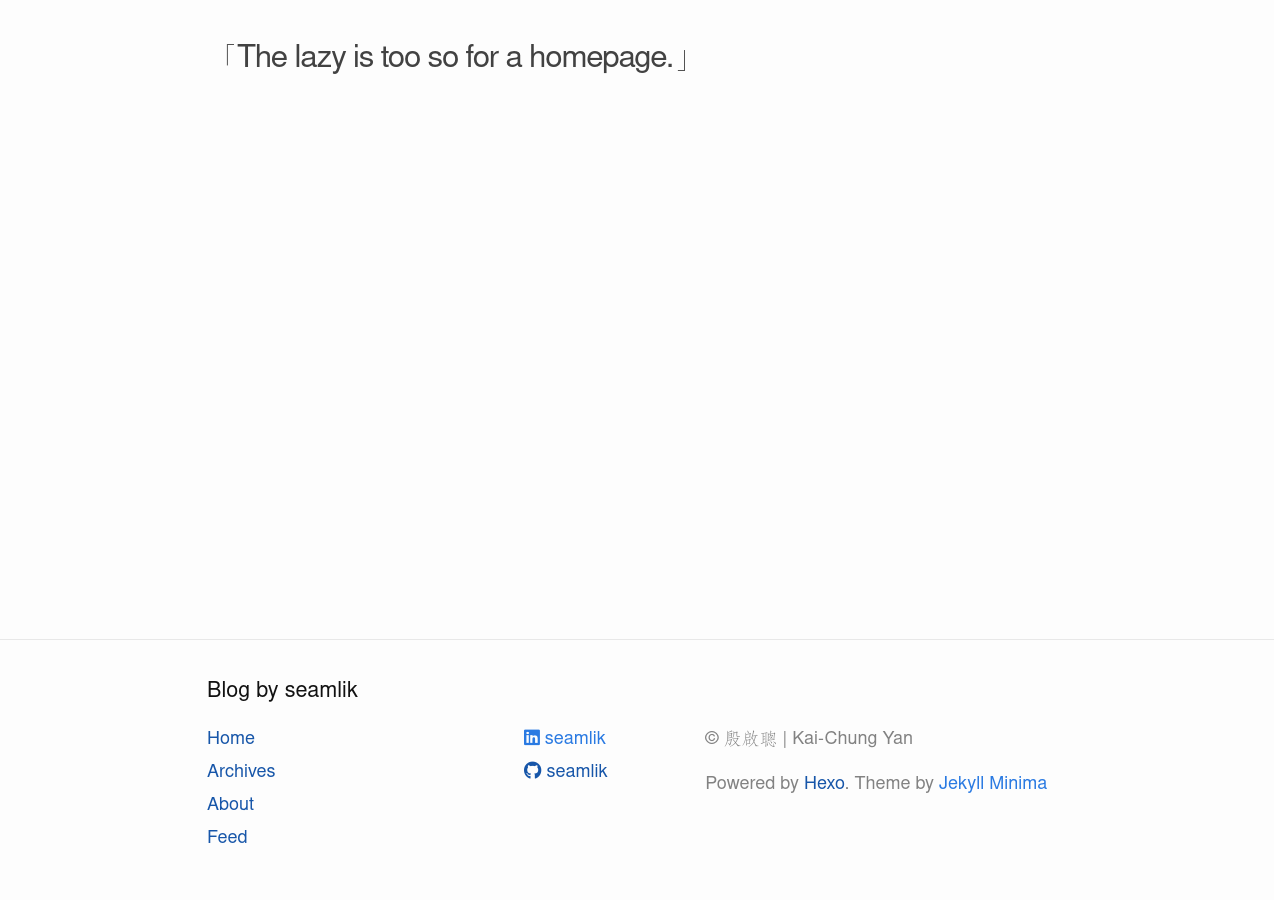 「The lazy is too so for a homepage.」
Blog by seamlik
Home
Archives
About
Feed
seamlik
seamlik
© 殷啟聰 | Kai-Chung Yan
Powered by Hexo. Theme by Jekyll Minima